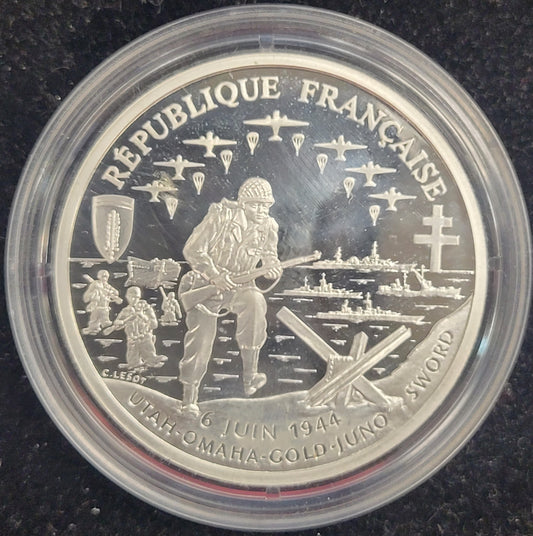 RÉPUBLIQUE FRANÇAISE
C.LESOT
6 JUIN 1944
UTAH-OMAHA-GOLD-JUNO SWORD